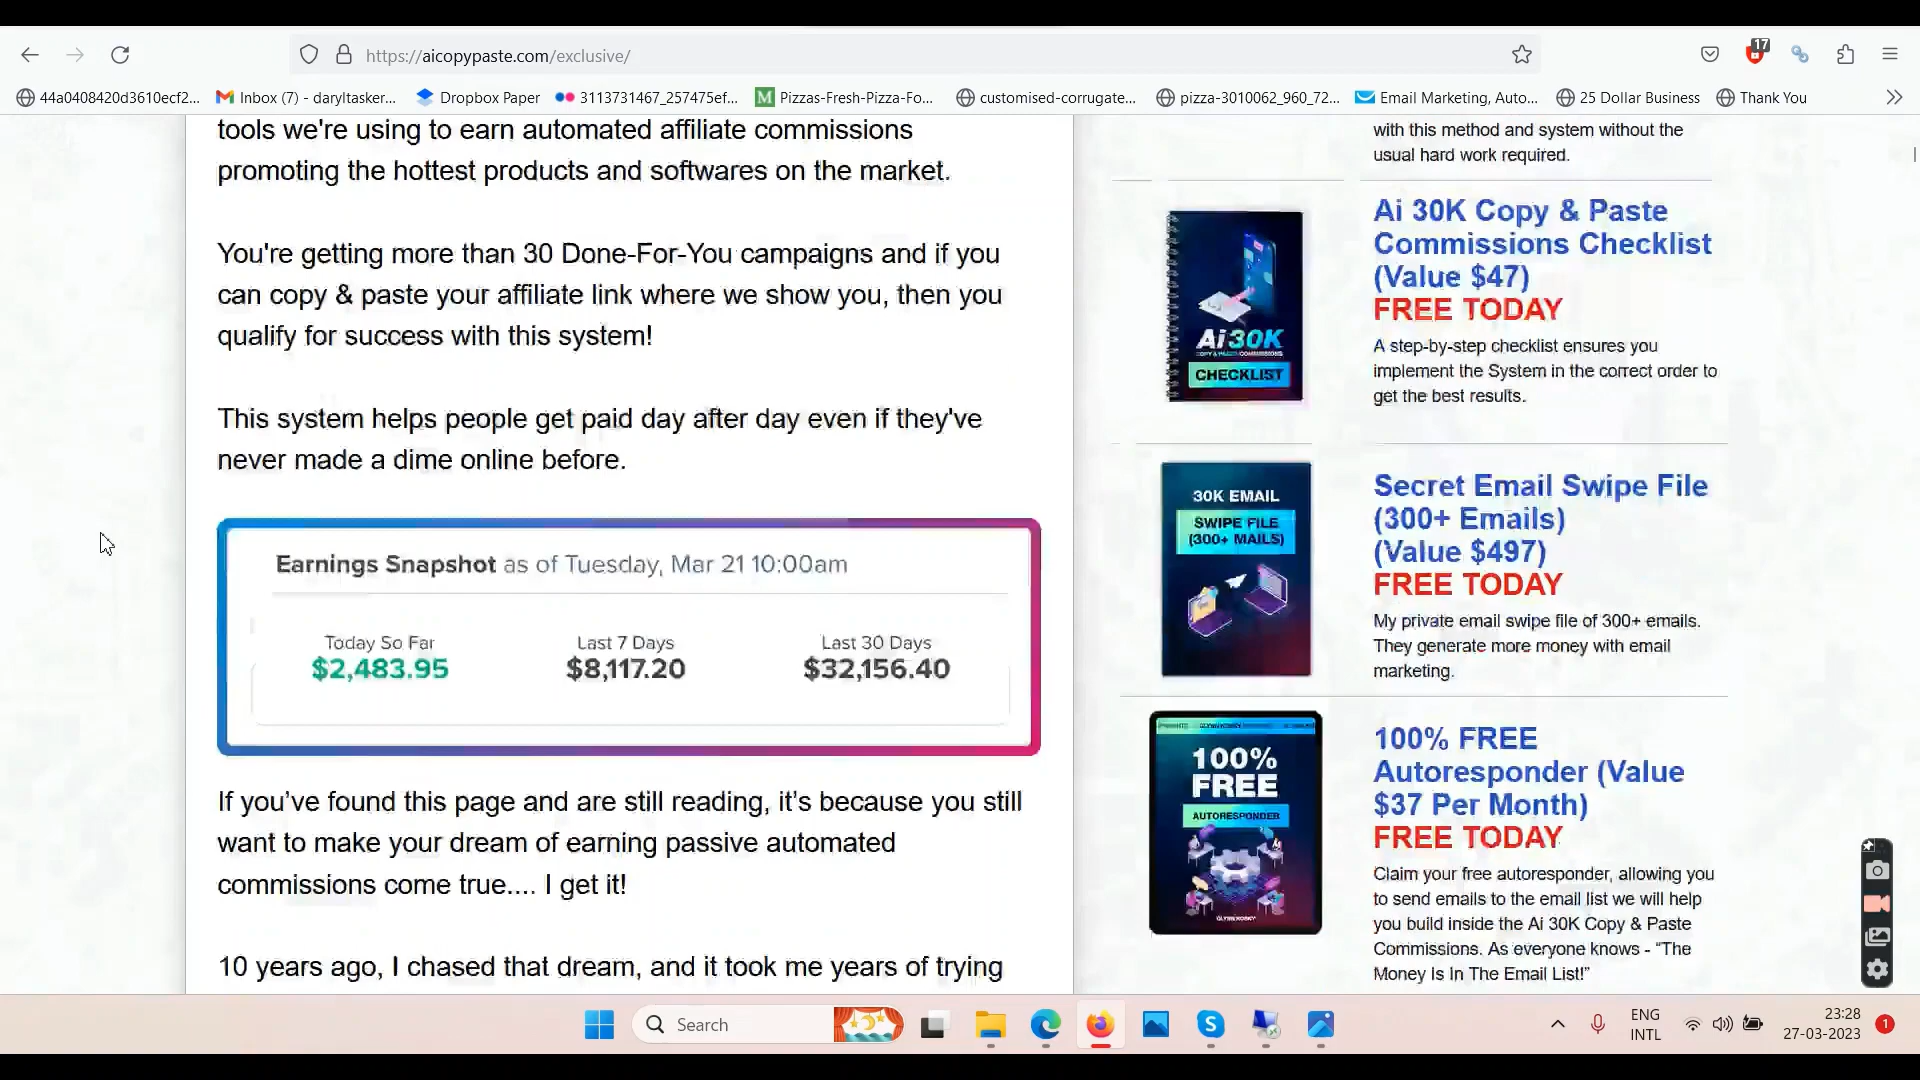 17
https://aicopypaste.com/exclusive/
44a0408420d3610ecf2...
Inbox (7) - daryltasker...
Dropbox Paper
3113731467_257475ef...
Pizzas-Fresh-Pizza-Fo...
customised-corrugate...
pizza-3010062_960_72...
Email Marketing, Auto...
25 Dollar Business
Thank You
tools we're using to earn automated affiliate commissions
promoting the hottest products and softwares on the market.
You're getting more than 30 Done-For-You campaigns and if you
can copy & paste your affiliate link where we show you, then you
qualify for success with this system!
This system helps people get paid day after day even if they've
never made a dime online before.
Earnings Snapshot as of Tuesday, Mar 21 10:00am
Today So Far
$2,483.95
Last 7 Days
$8,117.20
Last 30 Days
$32,156.40
If you’ve found this page and are still reading, it’s because you still
want to make your dream of earning passive automated
commissions come true.... I get it!
10 years ago, I chased that dream, and it took me years of trying
with this method and system without the
usual hard work required.
Ai 30K
COPY & PASTE COMMISSIONS
CHECKLIST
Ai 30K Copy & Paste
Commissions Checklist
(Value $47)
FREE TODAY
A step-by-step checklist ensures you
implement the System in the correct order to
get the best results.
30K EMAIL
SWIPE FILE
(300+ MAILS)
Secret Email Swipe File
(300+ Emails)
(Value $497)
FREE TODAY
My private email swipe file of 300+ emails.
They generate more money with email
marketing.
100%
FREE
AUTORESPONDER
GLYNN KOSKY
100% FREE
Autoresponder (Value
$37 Per Month)
FREE TODAY
Claim your free autoresponder, allowing you
to send emails to the email list we will help
you build inside the Ai 30K Copy & Paste
Commissions. As everyone knows - “The
Money Is In The Email List!”
Search
ENG
INTL
23:28
27-03-2023
1